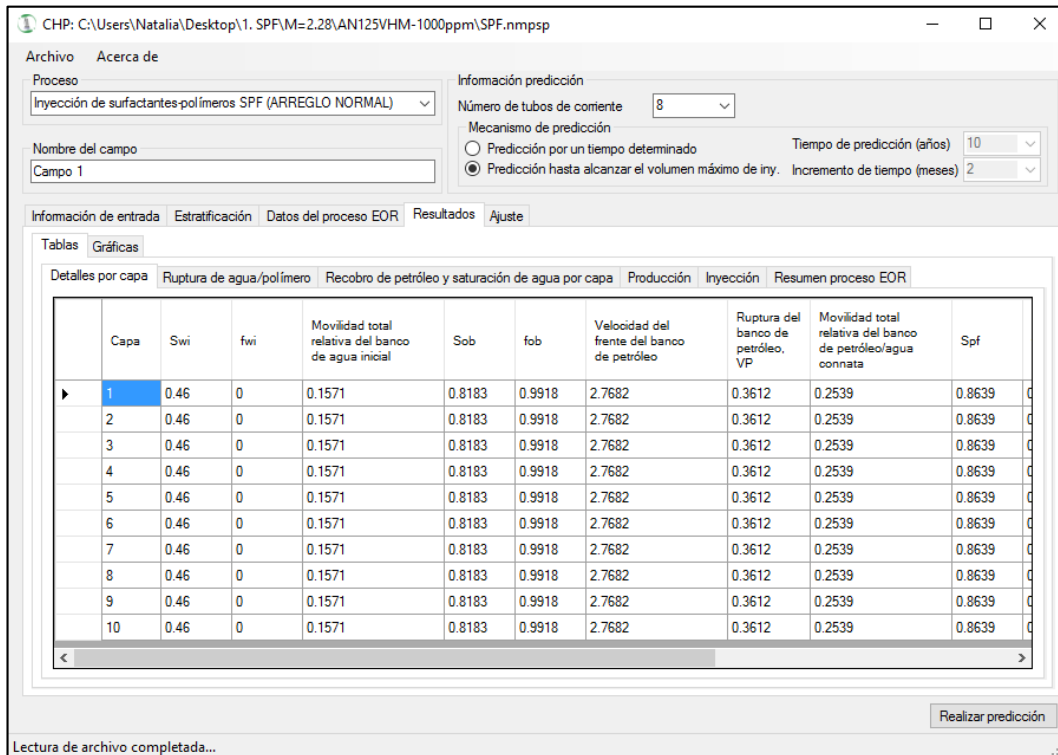 CHP: C:\Users\Natalia\Desktop\1. SPF\M=2.28\AN125VHM-1000ppm\SPF.nmpsp
Archivo Acerca de
Proceso
Inyección de surfactantes-polímeros SPF (ARREGLO NORMAL)
Nombre del campo
Campo 1
Información predicción
Número de tubos de corriente 8
Mecanismo de predicción
Predicción por un tiempo determinado
Predicción hasta alcanzar el volumen máximo de iny.
Tiempo de predicción (años) 10
Incremento de tiempo (meses) 2
Información de entrada Estratificación Datos del proceso EOR Resultados Ajuste
Tablas Gráficas
Detalles por capa Ruptura de agua/polímero Recobro de petróleo y saturación de agua por capa Producción Inyección Resumen proceso EOR
Capa Swi fwi Movilidad total relativa del banco de agua inicial Sob fob Velocidad del frente del banco de petróleo Ruptura del banco de petróleo, VP Movilidad total relativa del banco de petróleo/agua connata Spf
1 0.46 0 0.1571 0.8183 0.9918 2.7682 0.3612 0.2539 0.8639
2 0.46 0 0.1571 0.8183 0.9918 2.7682 0.3612 0.2539 0.8639
3 0.46 0 0.1571 0.8183 0.9918 2.7682 0.3612 0.2539 0.8639
4 0.46 0 0.1571 0.8183 0.9918 2.7682 0.3612 0.2539 0.8639
5 0.46 0 0.1571 0.8183 0.9918 2.7682 0.3612 0.2539 0.8639
6 0.46 0 0.1571 0.8183 0.9918 2.7682 0.3612 0.2539 0.8639
7 0.46 0 0.1571 0.8183 0.9918 2.7682 0.3612 0.2539 0.8639
8 0.46 0 0.1571 0.8183 0.9918 2.7682 0.3612 0.2539 0.8639
9 0.46 0 0.1571 0.8183 0.9918 2.7682 0.3612 0.2539 0.8639
10 0.46 0 0.1571 0.8183 0.9918 2.7682 0.3612 0.2539 0.8639
Realizar predicción
Lectura de archivo completada...